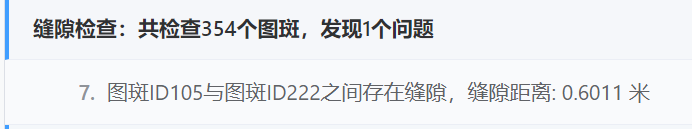 缝隙检查：共检查354个图斑，发现1个问题
7. 图斑ID105与图斑ID222之间存在缝隙，缝隙距离: 0.6011 米